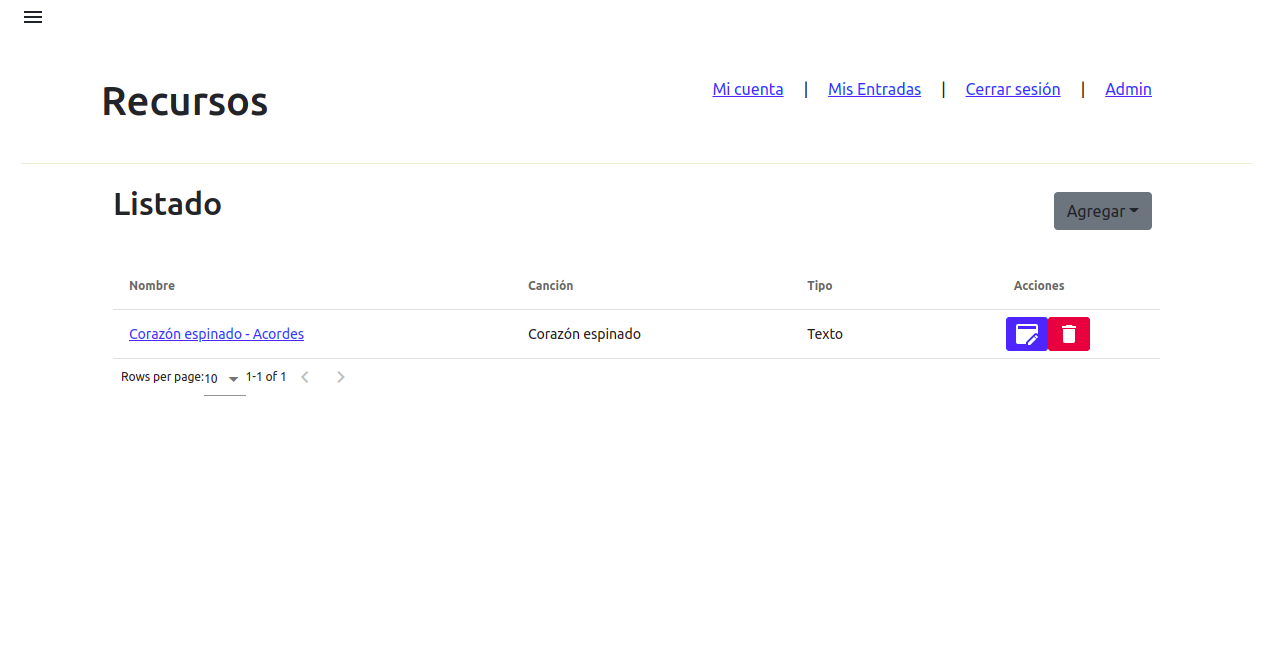 Recursos
Mi cuenta | Mis Entradas | Cerrar sesión | Admin
Listado
Agregar
Nombre Canción Tipo Acciones
Corazón espinado - Acordes Corazón espinado Texto
Rows per page: 10 1-1 of 1